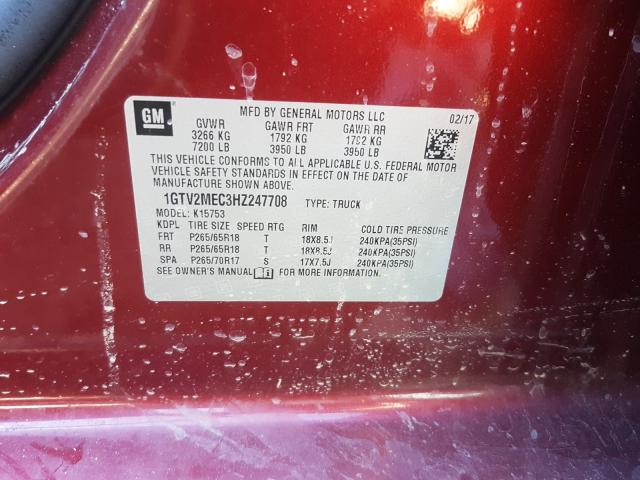 GM
MFD BY GENERAL MOTORS LLC 02/17
GVWR GAWR FRT GAWR RR
3266 KG 1792 KG 1792 KG
7200 LB 3950 LB 3950 LB
THIS VEHICLE CONFORMS TO ALL APPLICABLE U.S. FEDERAL MOTOR
VEHICLE SAFETY STANDARDS IN EFFECT ON THE DATE OF
MANUFACTURE SHOWN ABOVE.
1GTV2MEC3HZ247708 TYPE: TRUCK
MODEL: K15753
KDPL TIRE SIZE SPEED RTG RIM COLD TIRE PRESSURE
FRT P265/65R18 T 18X8.5J 240KPA(35PSI)
RR P265/65R18 T 18X8.5J 240KPA(35PSI)
SPA P265/70R17 S 17X7.5J 240KPA(35PSI)
SEE OWNER'S MANUAL FOR MORE INFORMATION.